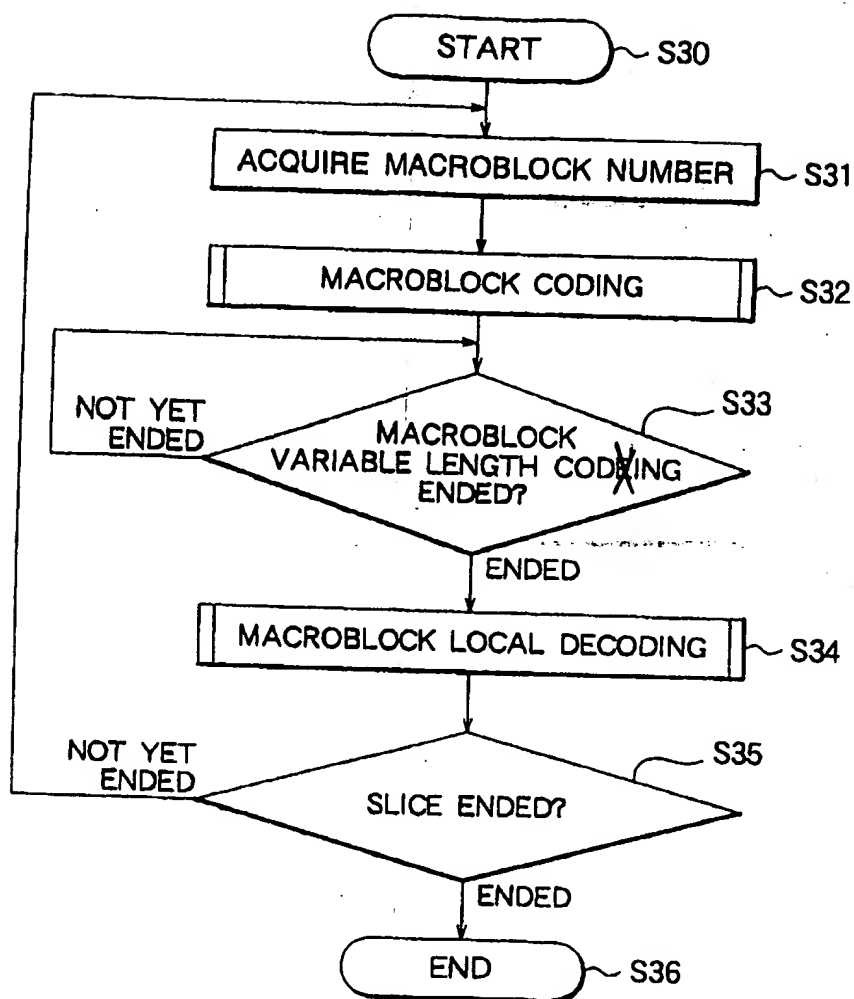 START
S30
ACQUIRE MACROBLOCK NUMBER
S31
MACROBLOCK CODING
S32
S33
NOT YET
ENDED
MACROBLOCK
VARIABLE LENGTH CODING
ENDED?
ENDED
MACROBLOCK LOCAL DECODING
S34
S35
NOT YET
ENDED
SLICE ENDED?
ENDED
END
S36